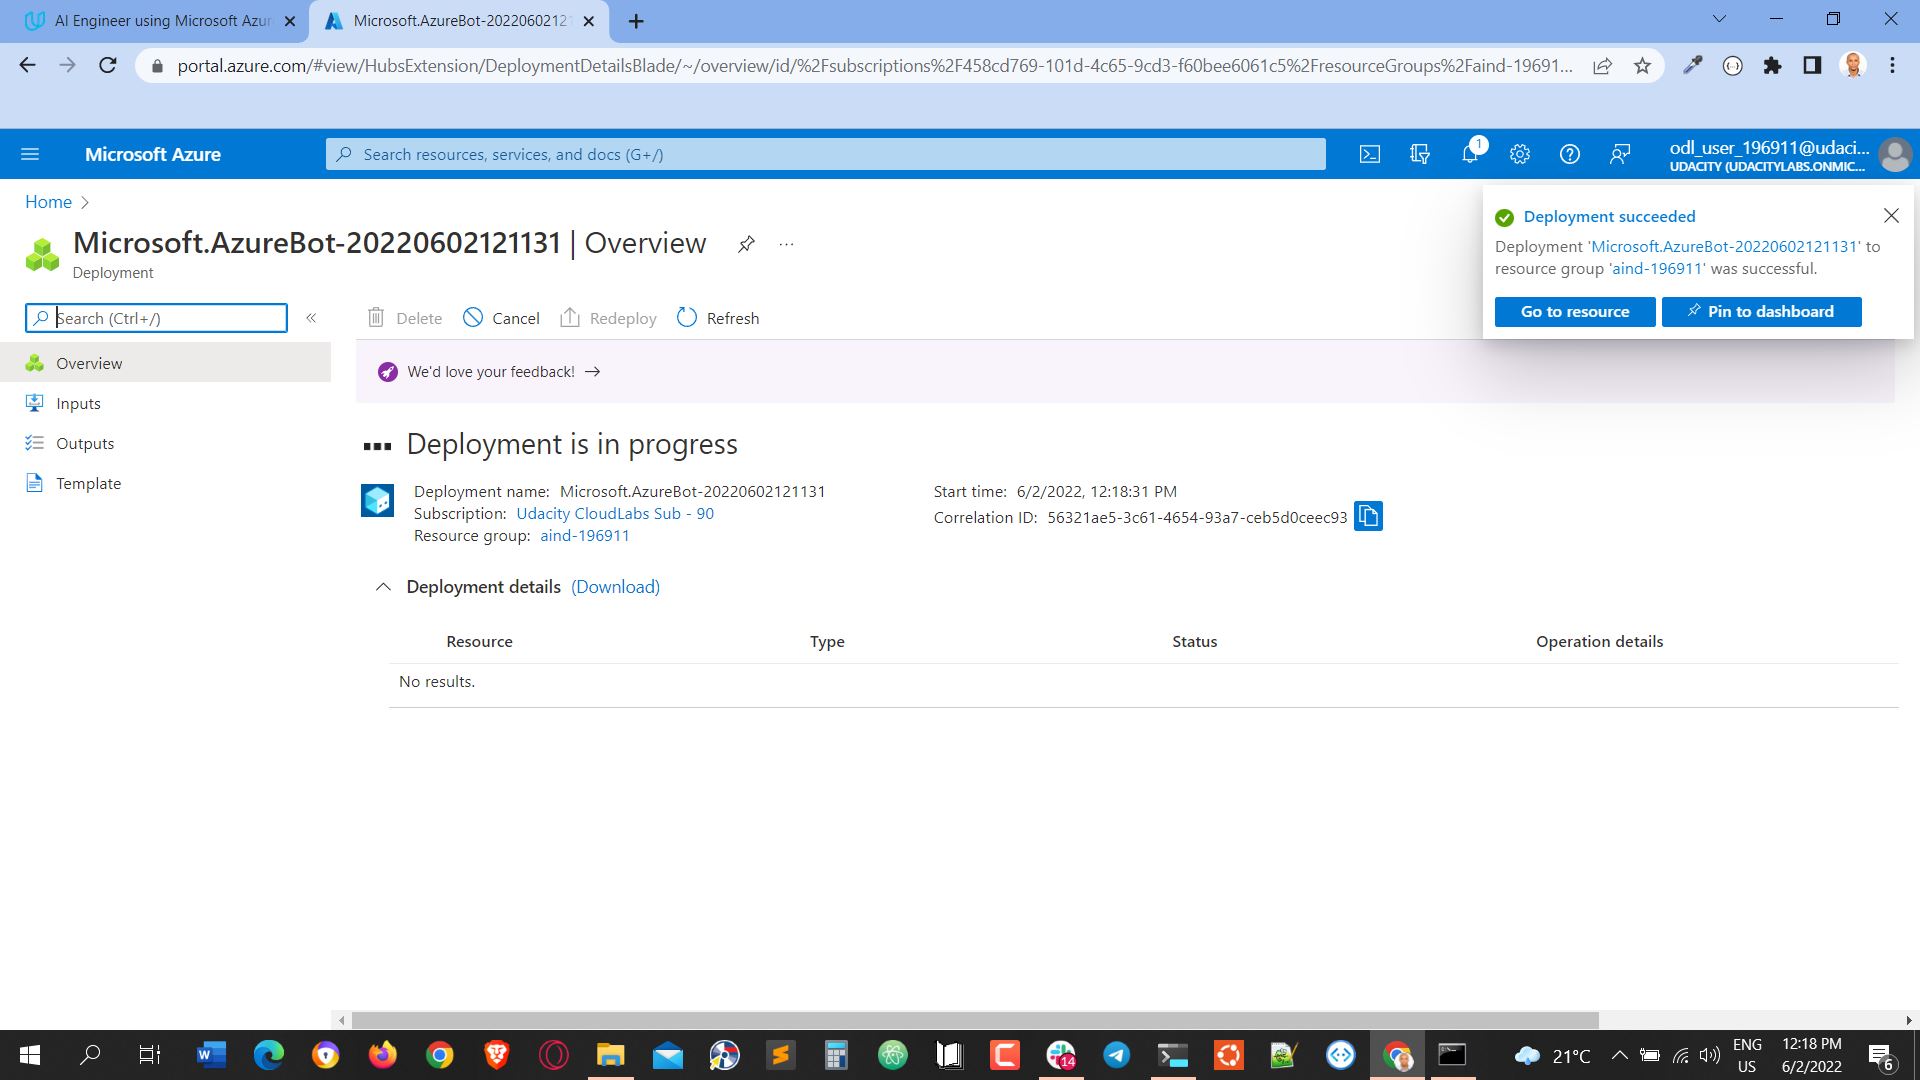 AI Engineer using Microsoft Azur
Microsoft.AzureBot-2022060212
portal.azure.com/#view/HubsExtension/DeploymentDetailsBlade/~/overview/id/%2Fsubscriptions%2F458cd769-101d-4c65-9cd3-f60bee6061c5%2FresourceGroups%2Faind-19691...
Microsoft Azure
Search resources, services, and docs (G+/)
1
odl_user_196911@udaci...
UDACITY (UDACITYLABS.ONMIC...
Home
Microsoft.AzureBot-20220602121131 | Overview
...
Deployment
Deployment succeeded
Deployment 'Microsoft.AzureBot-20220602121131' to
resource group 'aind-196911' was successful.
Go to resource
Pin to dashboard
Search (Ctrl+/)
«
Delete
Cancel
Redeploy
Refresh
Overview
Inputs
Outputs
Template
We'd love your feedback!
Deployment is in progress
Deployment name: Microsoft.AzureBot-20220602121131
Subscription: Udacity CloudLabs Sub - 90
Resource group: aind-196911
Start time: 6/2/2022, 12:18:31 PM
Correlation ID: 56321ae5-3c61-4654-93a7-ceb5d0ceec93
Deployment details (Download)
Resource Type Status Operation details
No results.
14
21°C
ENG
US
12:18 PM
6/2/2022
6